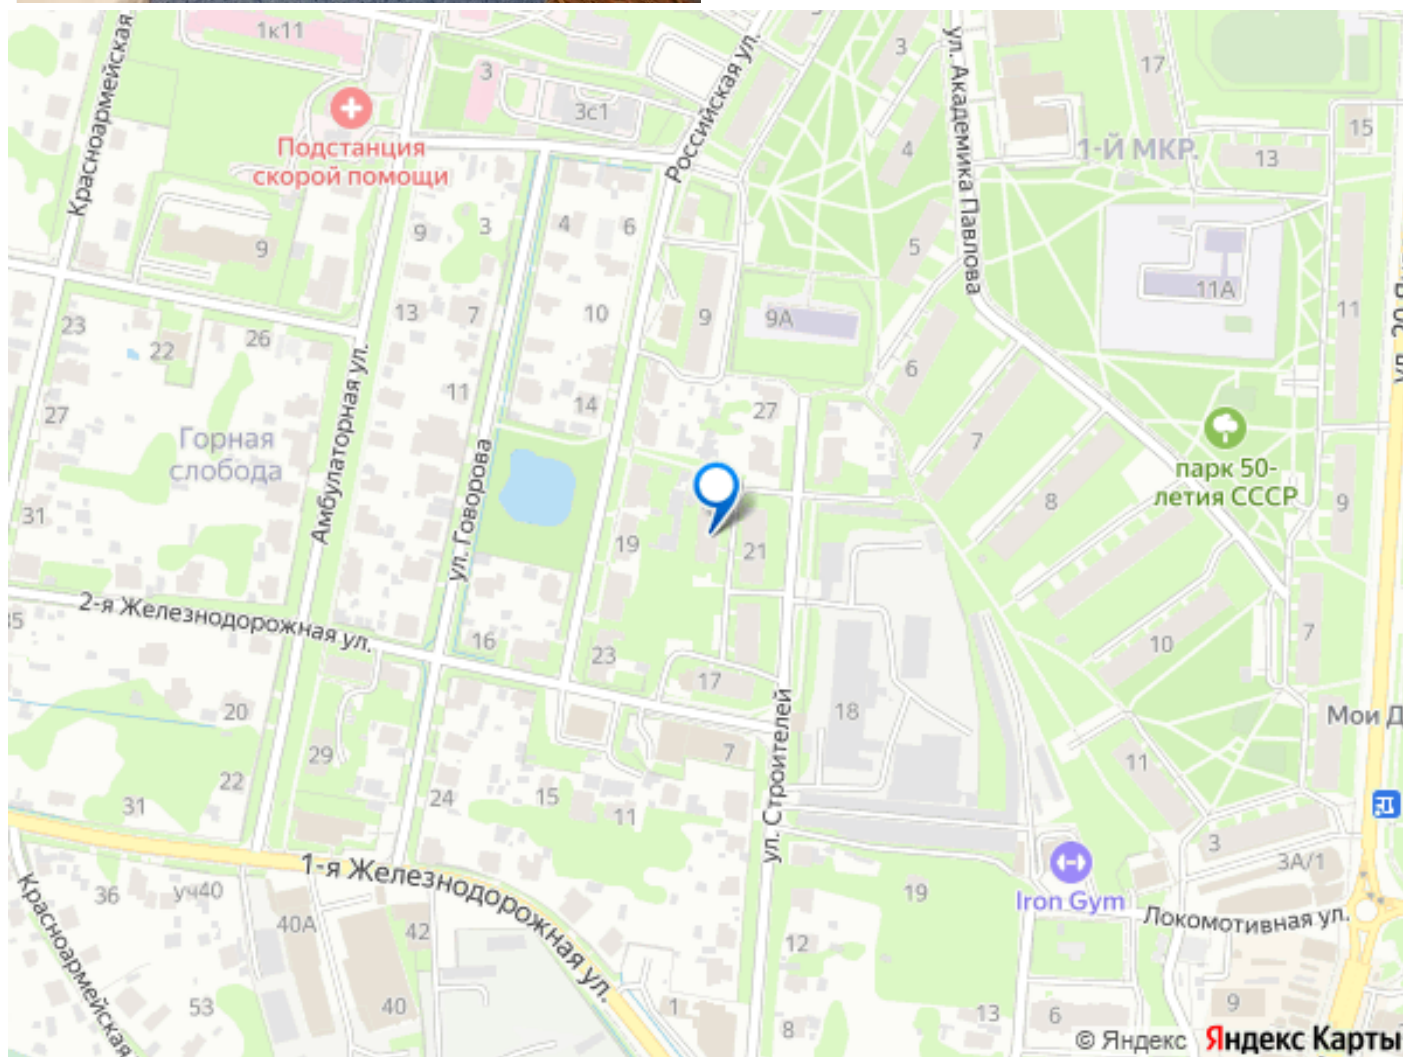 1к11
3
3с1
Российская ул.
3
ул. Академика Павлова
17
15
Красноармейская
Подстанция
скорой помощи
4
1-Й МКР.
13
9
9
3
4
6
5
11А
11
23
22
26
13
7
10
9
9А
6
27
Амбулаторная ул.
11
14
27
7
парк 50-
летия СССР
Горная
слобода
31
ул. Говорова
19
21
8
9
2-я Железнодорожная ул.
16
23
17
10
7
20
29
22
7
18
ул. Строителей
Мои Д
11
31
24
15
11
3
3А/1
1-я Железнодорожная ул.
36
уч40
40А
42
19
Iron Gym
Локомотивная ул.
Красноармейская
53
40
1
12
8
13
6
9
© Яндекс
Яндекс Карты